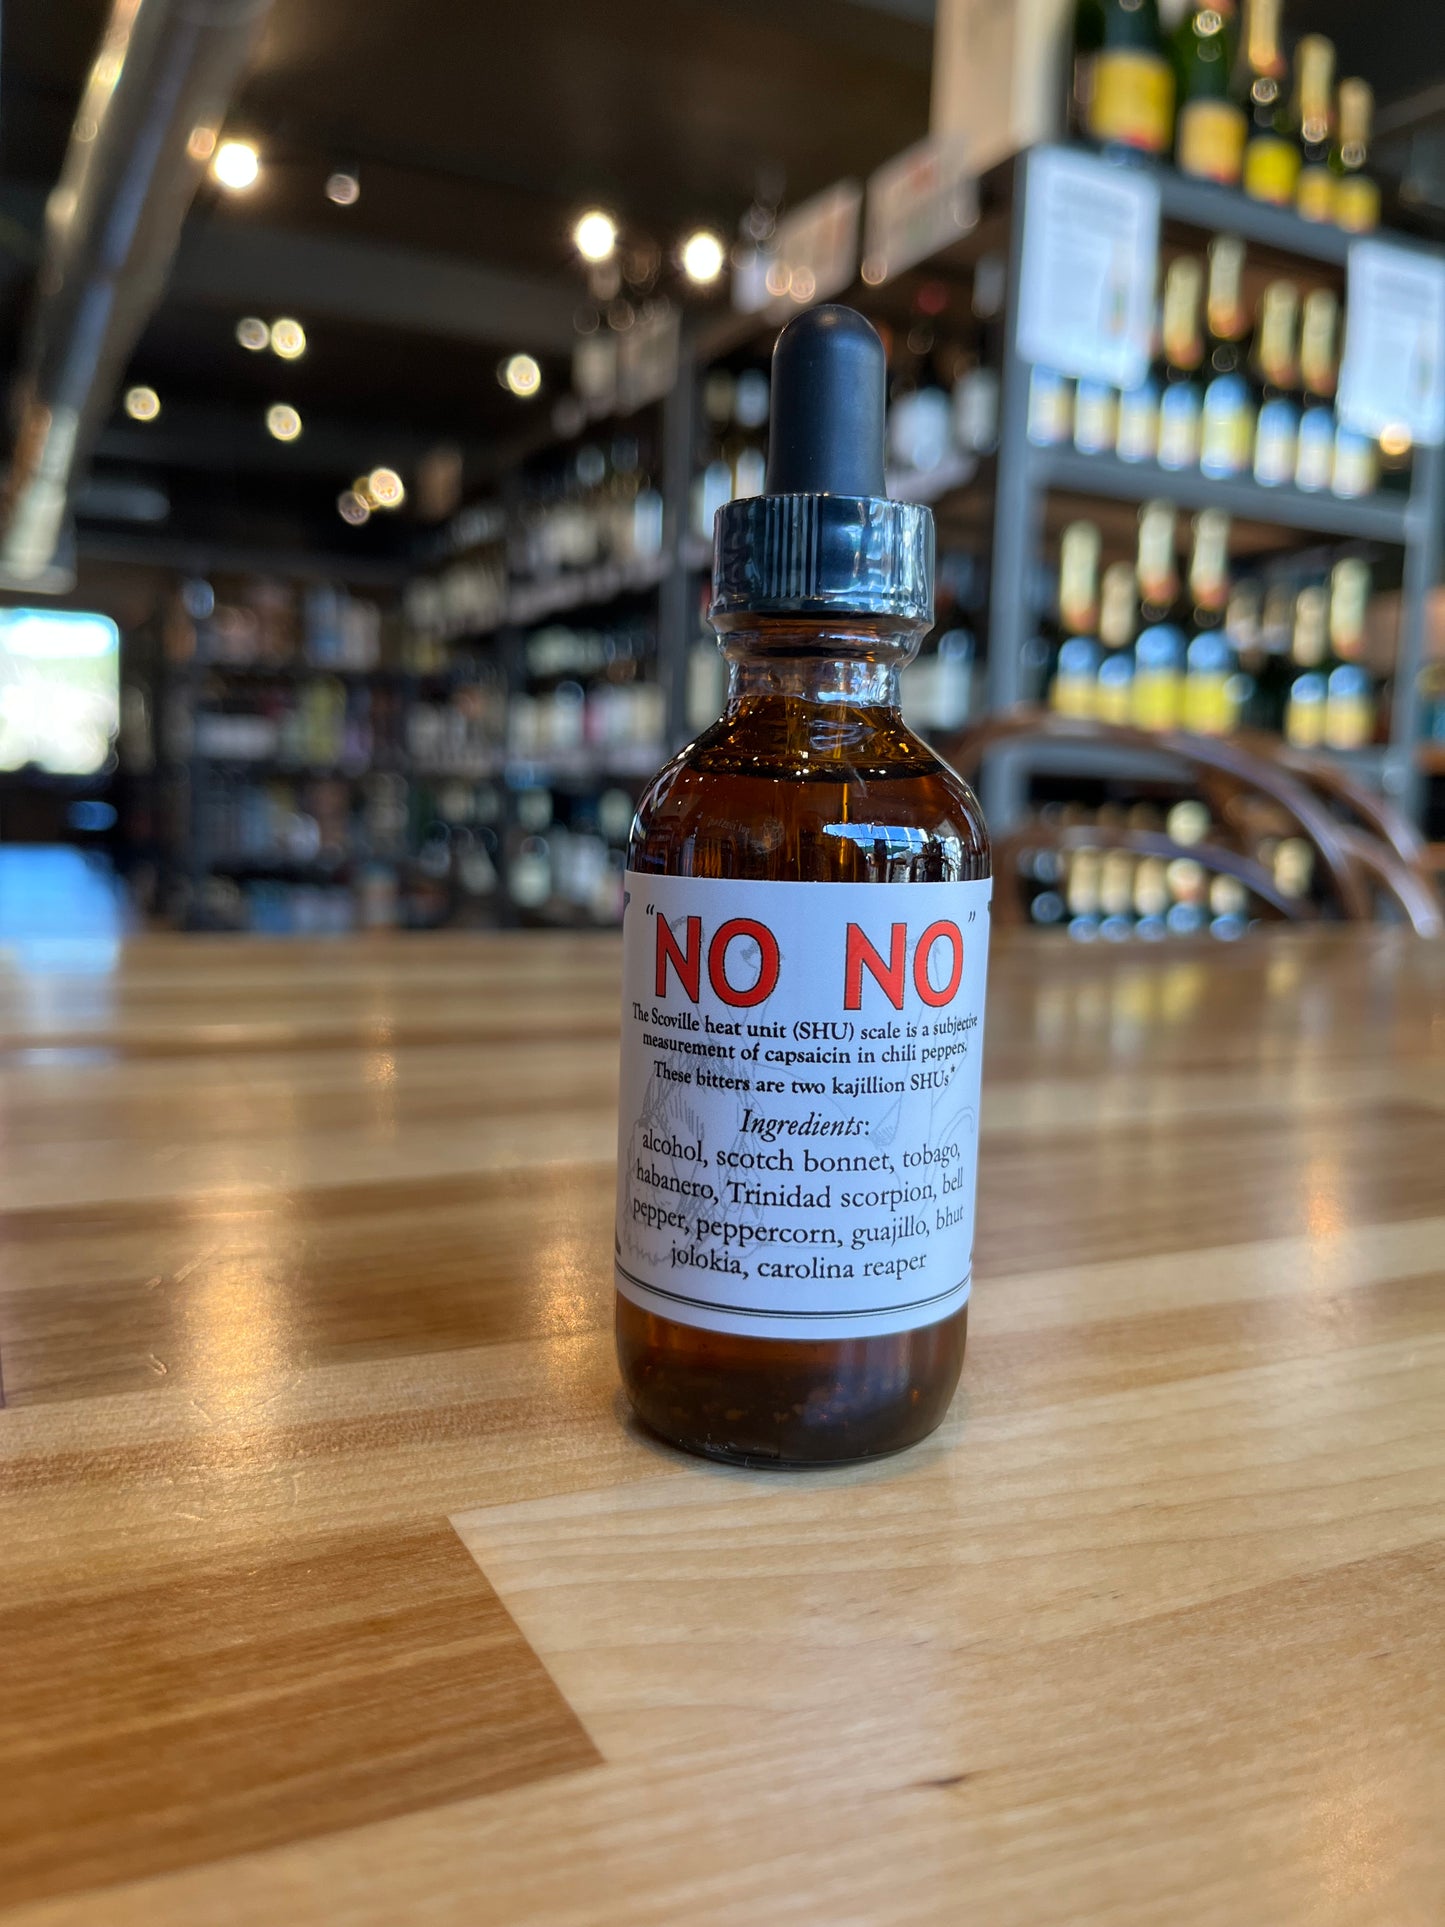 "NO NO"
The Scoville heat unit (SHU) scale is a subjective
measurement of capsaicin in chili peppers.
These bitters are two kajillion SHUs*
Ingredients:
alcohol, scotch bonnet, tobago,
habanero, Trinidad scorpion, bell
pepper, peppercorn, guajillo, bhut
jolokia, carolina reaper